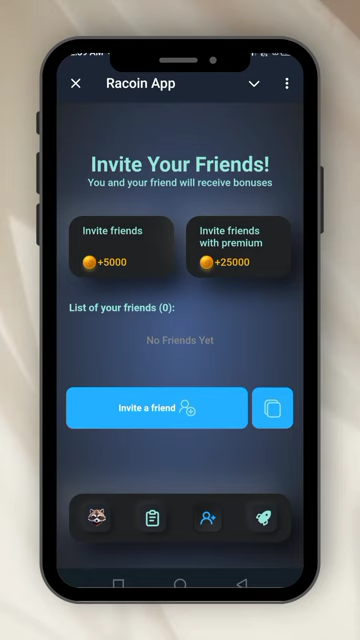 Racoin App
Invite Your Friends!
You and your friend will receive bonuses
Invite friends
+5000
Invite friends
with premium
+25000
List of your friends (0):
No Friends Yet
Invite a friend